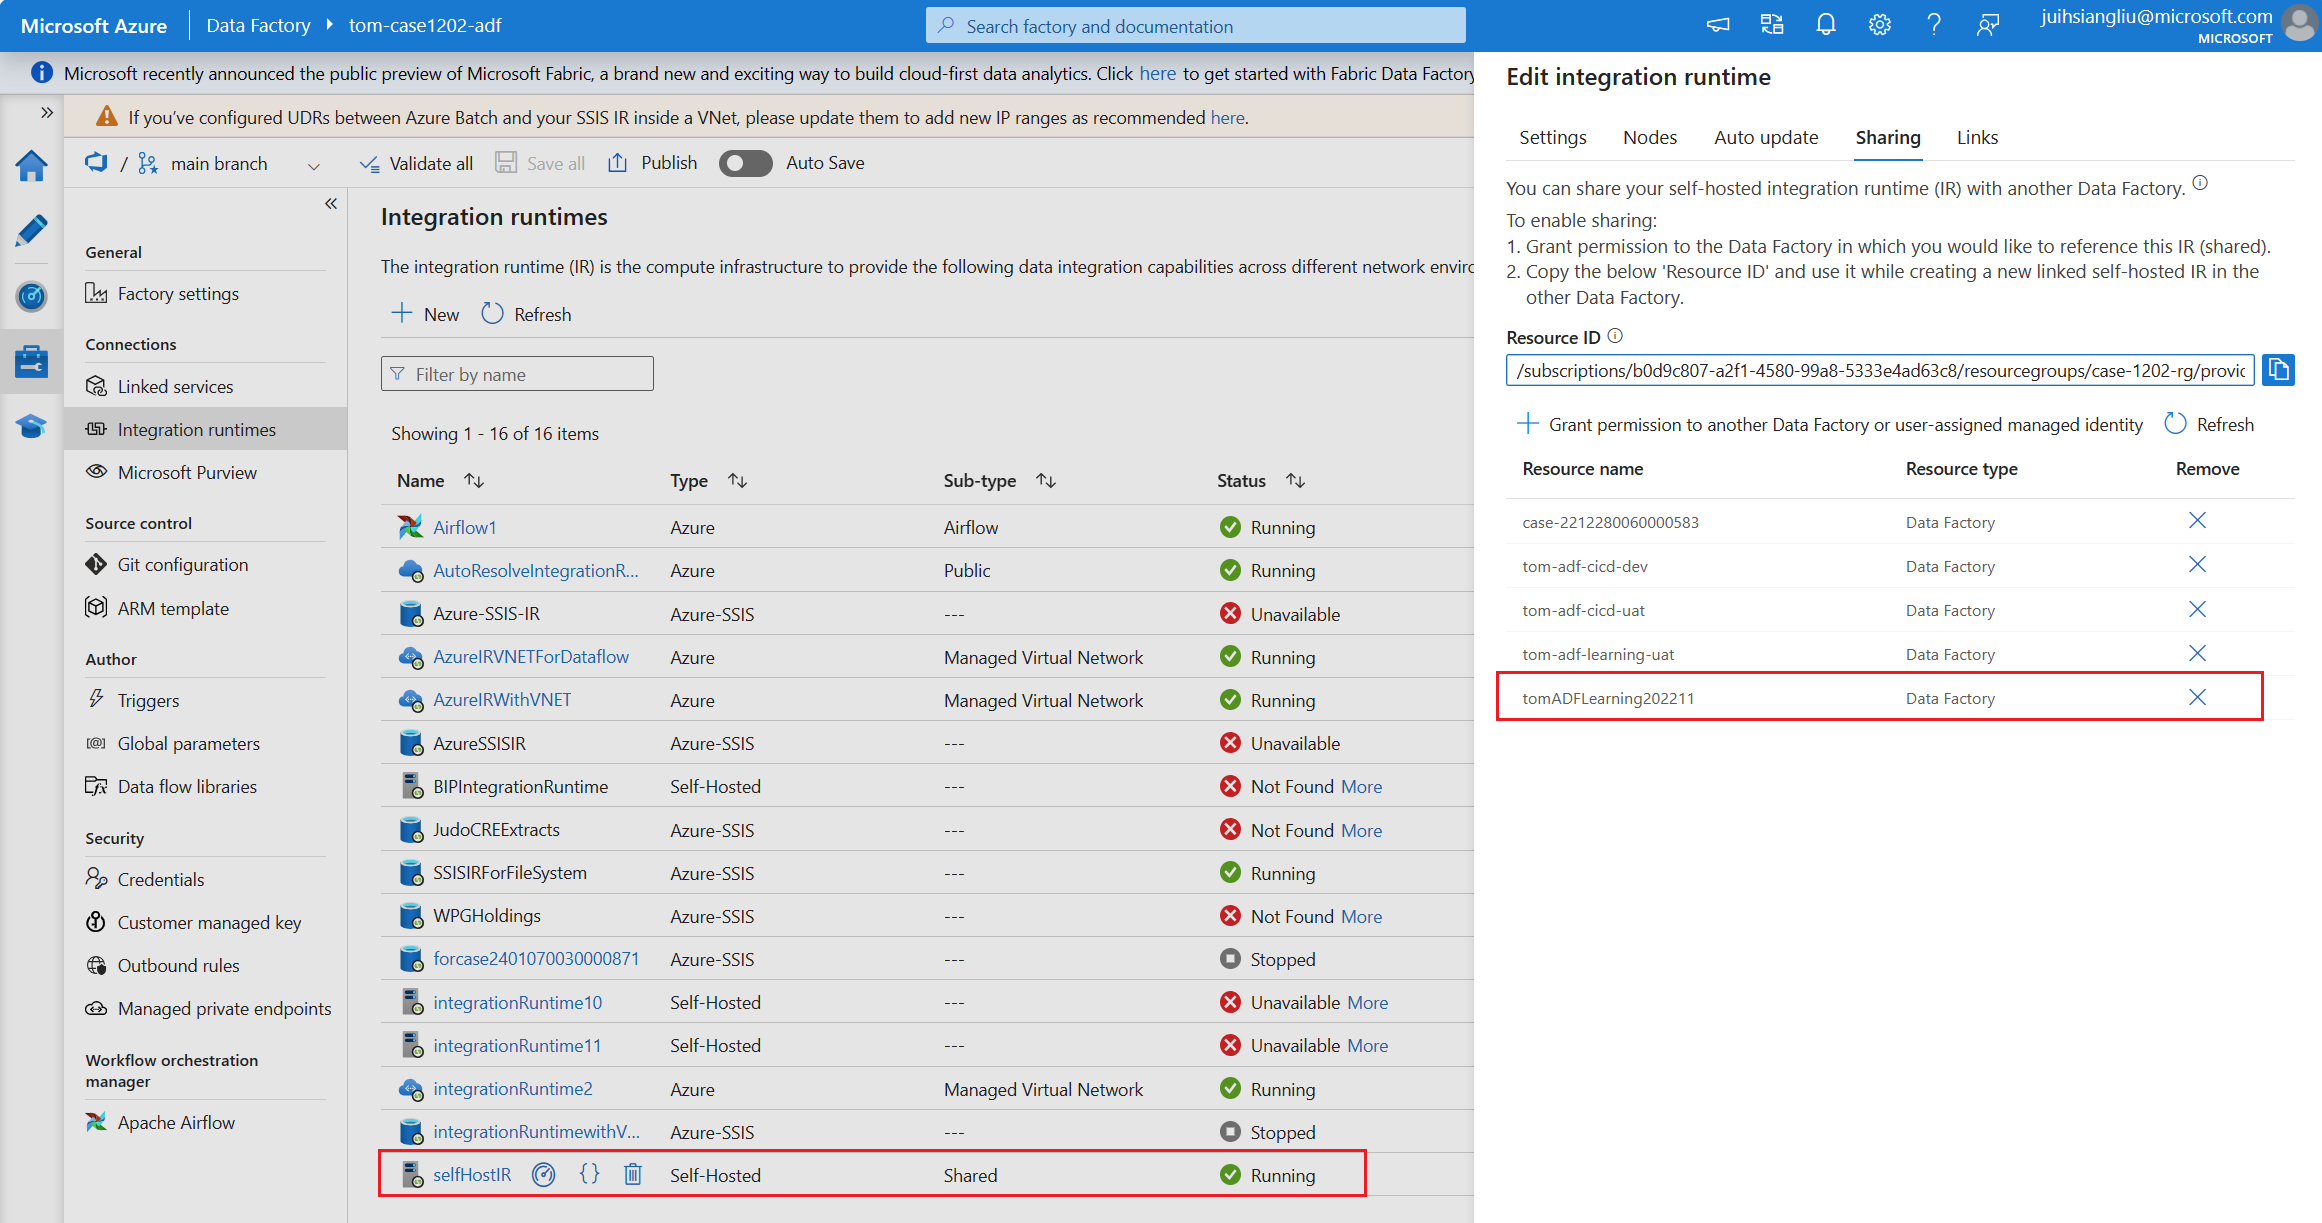 Microsoft Azure
Data Factory
tom-case1202-adf
Search factory and documentation
juihsiangliu@microsoft.com
MICROSOFT
Microsoft recently announced the public preview of Microsoft Fabric, a brand new and exciting way to build cloud-first data analytics. Click here to get started with Fabric Data Factory
If you've configured UDRs between Azure Batch and your SSIS IR inside a VNet, please update them to add new IP ranges as recommended here.
/ main branch
Validate all
Save all
Publish
Auto Save
General
Factory settings
Connections
Linked services
Integration runtimes
Microsoft Purview
Source control
Git configuration
ARM template
Author
Triggers
Global parameters
Data flow libraries
Security
Credentials
Customer managed key
Outbound rules
Managed private endpoints
Workflow orchestration
manager
Apache Airflow
Integration runtimes
The integration runtime (IR) is the compute infrastructure to provide the following data integration capabilities across different network enviro
New
Refresh
Filter by name
Showing 1 - 16 of 16 items
Name Type Sub-type Status
Airflow1 Azure Airflow Running
AutoResolveIntegrationR... Azure Public Running
Azure-SSIS-IR Azure-SSIS --- Unavailable
AzureIRVNETForDataflow Azure Managed Virtual Network Running
AzureIRWithVNET Azure Managed Virtual Network Running
AzureSSISIR Azure-SSIS --- Unavailable
BIPIntegrationRuntime Self-Hosted --- Not Found More
JudoCREExtracts Azure-SSIS --- Not Found More
SSISIRForFileSystem Azure-SSIS --- Running
WPGHoldings Azure-SSIS --- Not Found More
forcase2401070030000871 Azure-SSIS --- Stopped
integrationRuntime10 Self-Hosted --- Unavailable More
integrationRuntime11 Self-Hosted --- Unavailable More
integrationRuntime2 Azure Managed Virtual Network Running
integrationRuntimewithV... Azure-SSIS --- Stopped
selfHostIR {} Self-Hosted Shared Running
Edit integration runtime
Settings Nodes Auto update Sharing Links
You can share your self-hosted integration runtime (IR) with another Data Factory.
To enable sharing:
1. Grant permission to the Data Factory in which you would like to reference this IR (shared).
2. Copy the below 'Resource ID' and use it while creating a new linked self-hosted IR in the
other Data Factory.
Resource ID
/subscriptions/b0d9c807-a2f1-4580-99a8-5333e4ad63c8/resourcegroups/case-1202-rg/provic
Grant permission to another Data Factory or user-assigned managed identity
Refresh
Resource name Resource type Remove
case-2212280060000583 Data Factory
tom-adf-cicd-dev Data Factory
tom-adf-cicd-uat Data Factory
tom-adf-learning-uat Data Factory
tomADFLearning202211 Data Factory